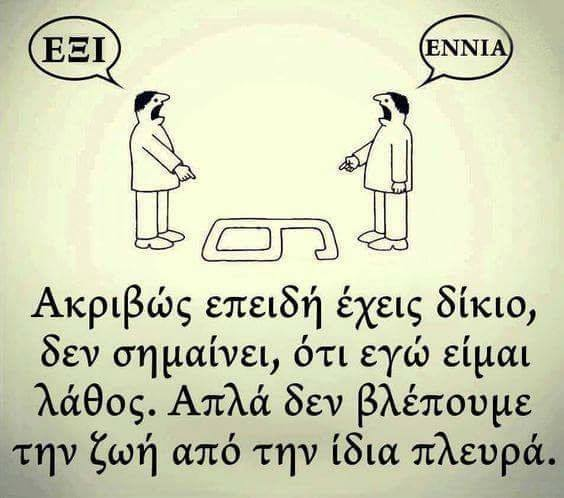 ΕΞΙ
ΕΝΝΙΑ
Ακριβώς επειδή έχεις δίκιο,
δεν σημαίνει, ότι εγώ είμαι
λάθος. Απλά δεν βλέπουμε
την ζωή από την ίδια πλευρά.